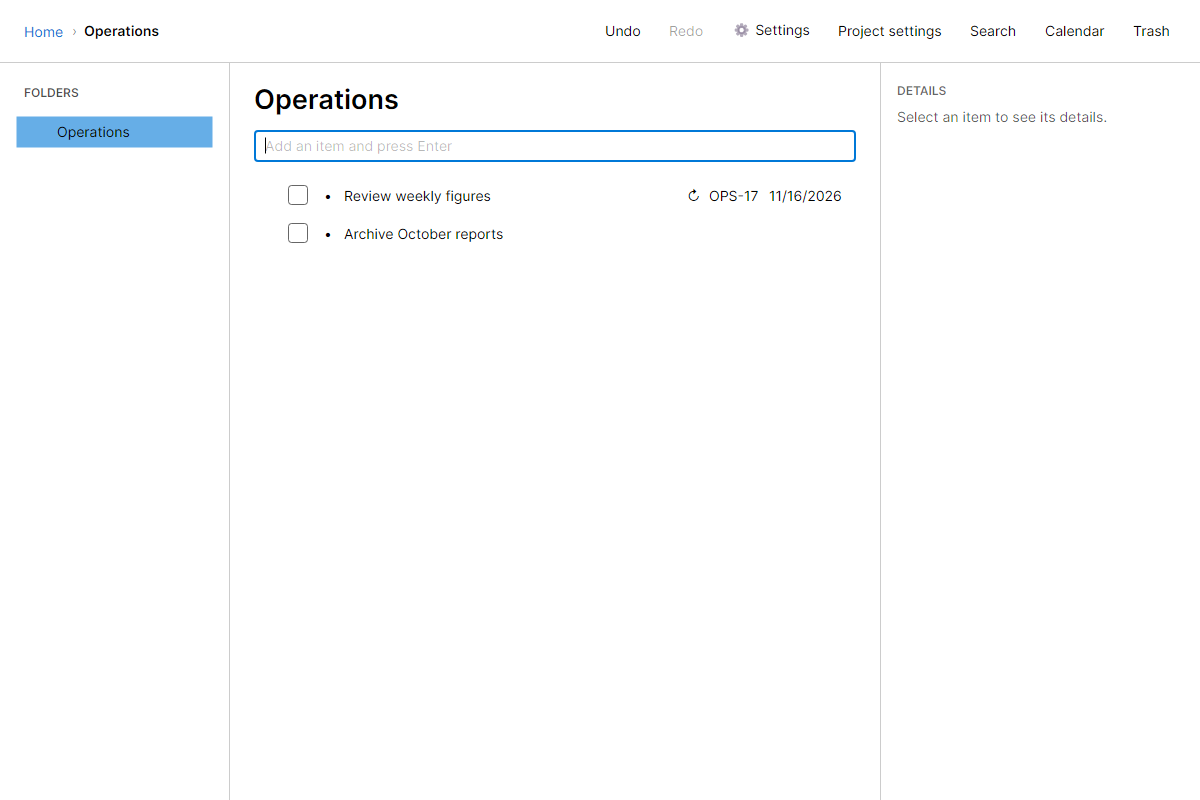 Home › Operations
Undo Redo Settings Project settings Search Calendar Trash
FOLDERS
Operations
Operations
Add an item and press Enter
• Review weekly figures OPS-17 11/16/2026
• Archive October reports
DETAILS
Select an item to see its details.